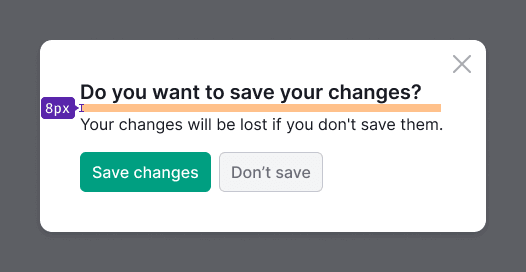 Do you want to save your changes?
8px
Your changes will be lost if you don't save them.
Save changes
Don’t save